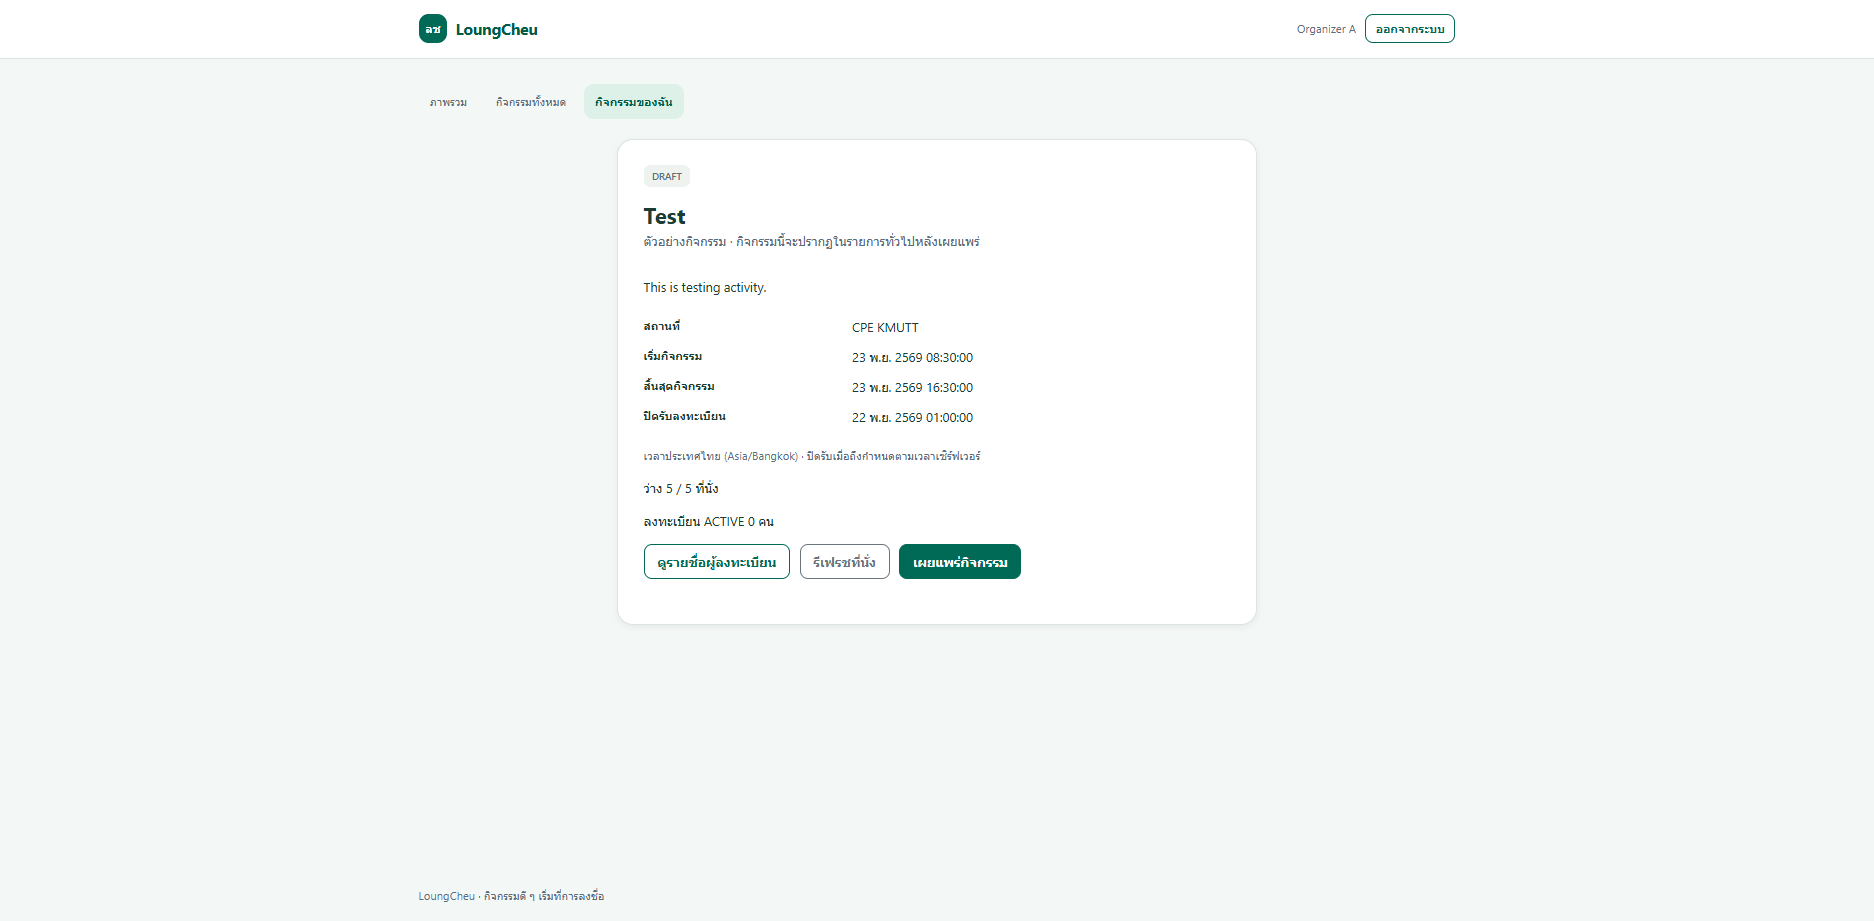 ลช LoungCheu
Organizer A ออกจากระบบ
ภาพรวม กิจกรรมทั้งหมด กิจกรรมของฉัน
DRAFT
Test
ตัวอย่างกิจกรรม · กิจกรรมนี้จะปรากฏในรายการทั่วไปหลังเผยแพร่
This is testing activity.
สถานที่ CPE KMUTT
เริ่มกิจกรรม 23 พ.ย. 2569 08:30:00
สิ้นสุดกิจกรรม 23 พ.ย. 2569 16:30:00
ปิดรับลงทะเบียน 22 พ.ย. 2569 01:00:00
เวลาประเทศไทย (Asia/Bangkok) · ปิดรับเมื่อถึงกำหนดตามเวลาเซิร์ฟเวอร์
ว่าง 5 / 5 ที่นั่ง
ลงทะเบียน ACTIVE 0 คน
ดูรายชื่อผู้ลงทะเบียน รีเฟรชที่นั่ง เผยแพร่กิจกรรม
LoungCheu · กิจกรรมดี ๆ เริ่มที่การลงชื่อ